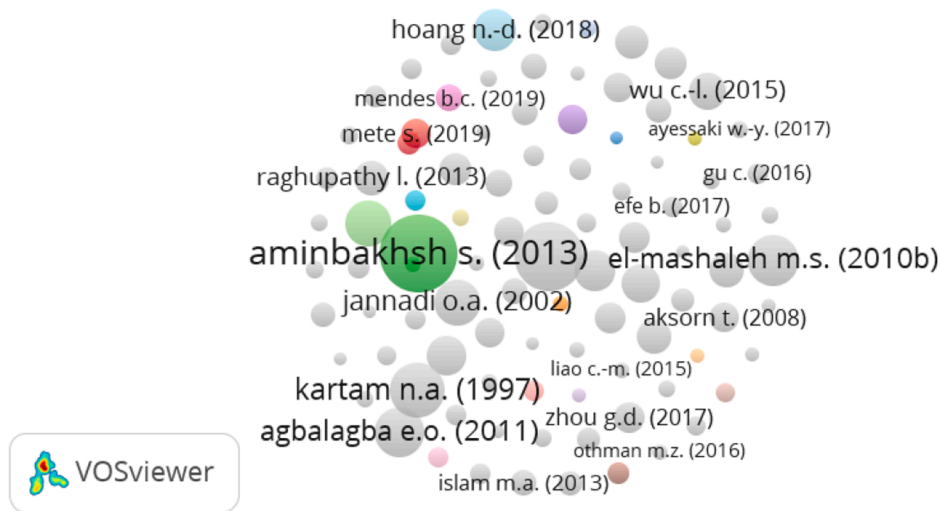 hoang n.-d. (2018)
wu c.-l. (2015)
mendes b.c. (2019)
ayessaki w.-y. (2017)
mete s. (2019)
gu c. (2016)
raghupathy l. (2013)
efe b. (2017)
aminbakhsh s. (2013)
el-mashaleh m.s. (2010b)
jannadi o.a. (2002)
aksorn t. (2008)
liao c.-m. (2015)
kartam n.a. (1997)
zhou g.d. (2017)
agbalagba e.o. (2011)
othman m.z. (2016)
islam m.a. (2013)
VOSviewer